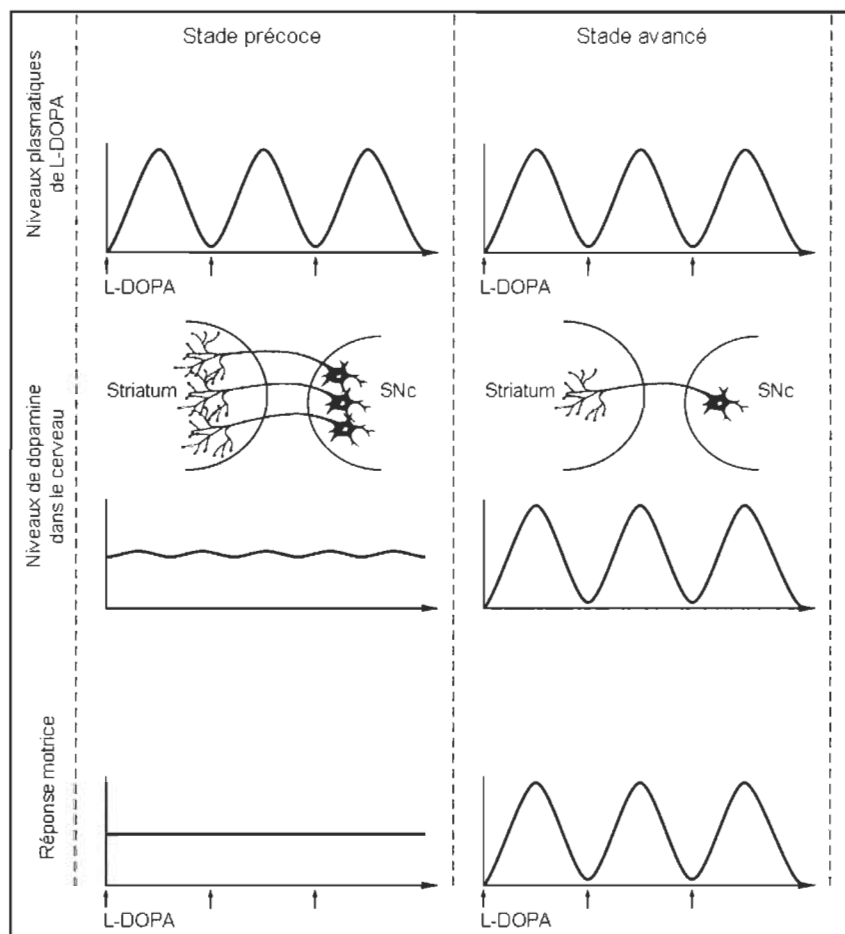 Stade précoce
Stade avancé
Niveaux plasmatiques
de L-DOPA
L-DOPA
L-DOPA
Niveaux de dopamine
dans le cerveau
Striatum
SNc
Striatum
SNc
Réponse motrice
L-DOPA
L-DOPA